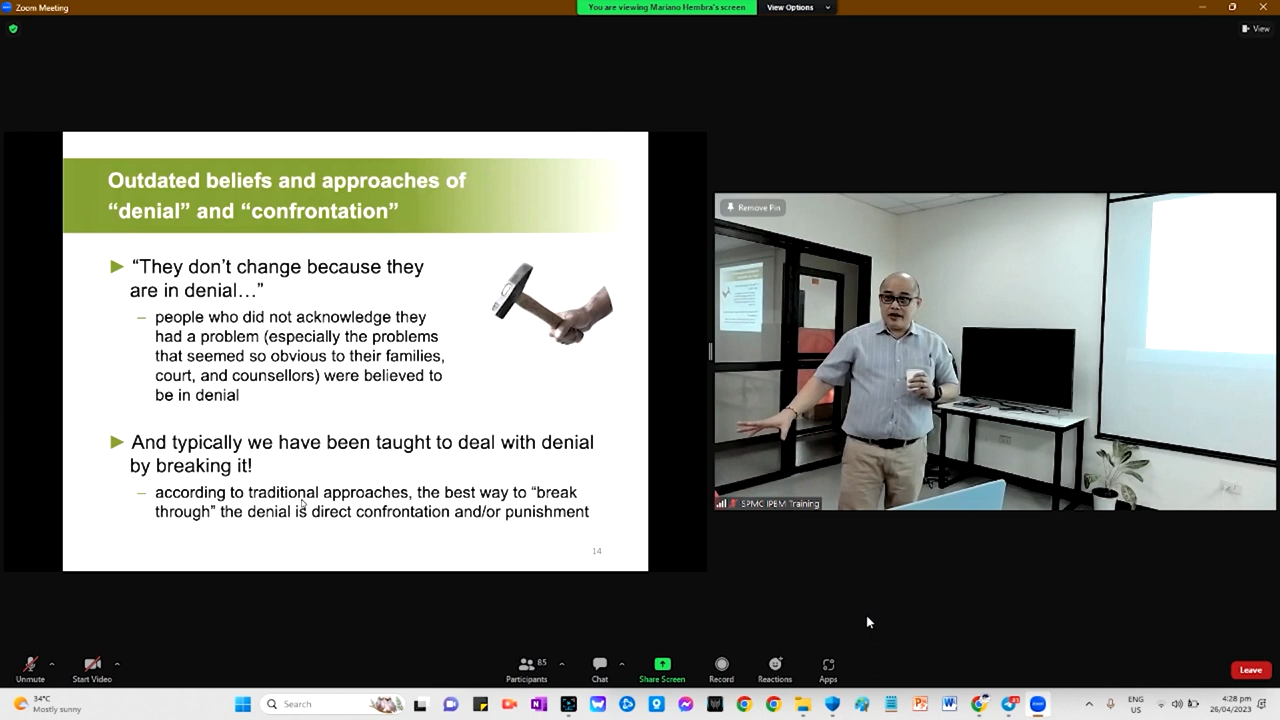 Zoom Meeting
You are viewing Mariano Hembra's screen
View Options
View
Outdated beliefs and approaches of
“denial” and “confrontation”
“They don’t change because they
are in denial…”
– people who did not acknowledge they
had a problem (especially the problems
that seemed so obvious to their families,
court, and counsellors) were believed to
be in denial
And typically we have been taught to deal with denial
by breaking it!
– according to traditional approaches, the best way to “break
through” the denial is direct confrontation and/or punishment
14
Remove Pin
SPMC IPBM Training
Unmute
Start Video
85
Participants
Chat
Share Screen
Record
Reactions
Apps
Leave
34°C
Mostly sunny
Search
ENG
US
4:28 pm
26/04/2023